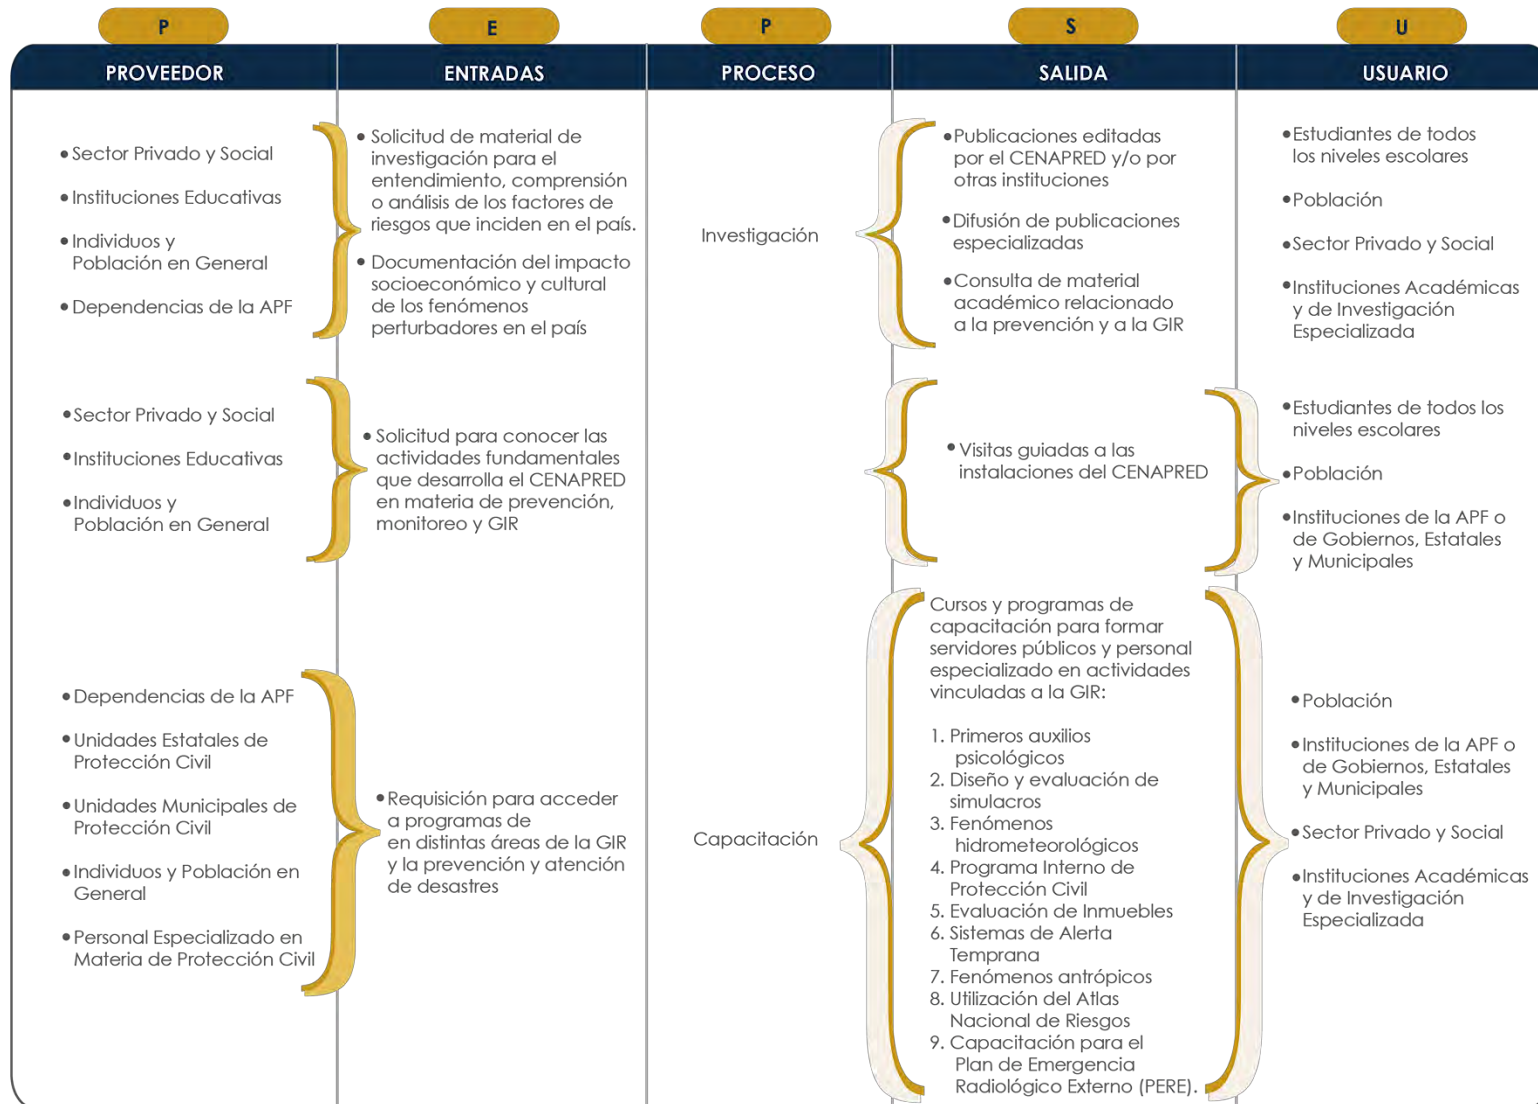 P
E
P
S
U
PROVEEDOR
ENTRADAS
PROCESO
SALIDA
USUARIO
•Sector Privado y Social
•Instituciones Educativas
•Individuos y
Población en General
•Dependencias de la APF
• Solicitud de material de
investigación para el
entendimiento, comprensión
o análisis de los factores de
riesgos que inciden en el país.
• Documentación del impacto
socioeconómico y cultural
de los fenómenos
perturbadores en el país
Investigación
•Publicaciones editadas
por el CENAPRED y/o por
otras instituciones
•Difusión de publicaciones
especializadas
•Consulta de material
académico relacionado
a la prevención y a la GIR
•Estudiantes de todos
los niveles escolares
•Población
•Sector Privado y Social
•Instituciones Académicas
y de Investigación
Especializada
•Sector Privado y Social
•Instituciones Educativas
•Individuos y
Población en General
• Solicitud para conocer las
actividades fundamentales
que desarrolla el CENAPRED
en materia de prevención,
monitoreo y GIR
• Visitas guiadas a las
instalaciones del CENAPRED
•Estudiantes de todos los
niveles escolares
•Población
•Instituciones de la APF o
de Gobiernos, Estatales
y Municipales
•Dependencias de la APF
•Unidades Estatales de
Protección Civil
•Unidades Municipales de
Protección Civil
•Individuos y Población en
General
•Personal Especializado en
Materia de Protección Civil
•Requisición para acceder
a programas de
en distintas áreas de la GIR
y la prevención y atención
de desastres
Capacitación
Cursos y programas de
capacitación para formar
servidores públicos y personal
especializado en actividades
vinculadas a la GIR:
1. Primeros auxilios
psicológicos
2. Diseño y evaluación de
simulacros
3. Fenómenos
hidrometeorológicos
4. Programa Interno de
Protección Civil
5. Evaluación de Inmuebles
6. Sistemas de Alerta
Temprana
7. Fenómenos antrópicos
8. Utilización del Atlas
Nacional de Riesgos
9. Capacitación para el
Plan de Emergencia
Radiológico Externo (PERE).
•Población
•Instituciones de la APF o
de Gobiernos, Estatales
y Municipales
•Sector Privado y Social
•Instituciones Académicas
y de Investigación
Especializada